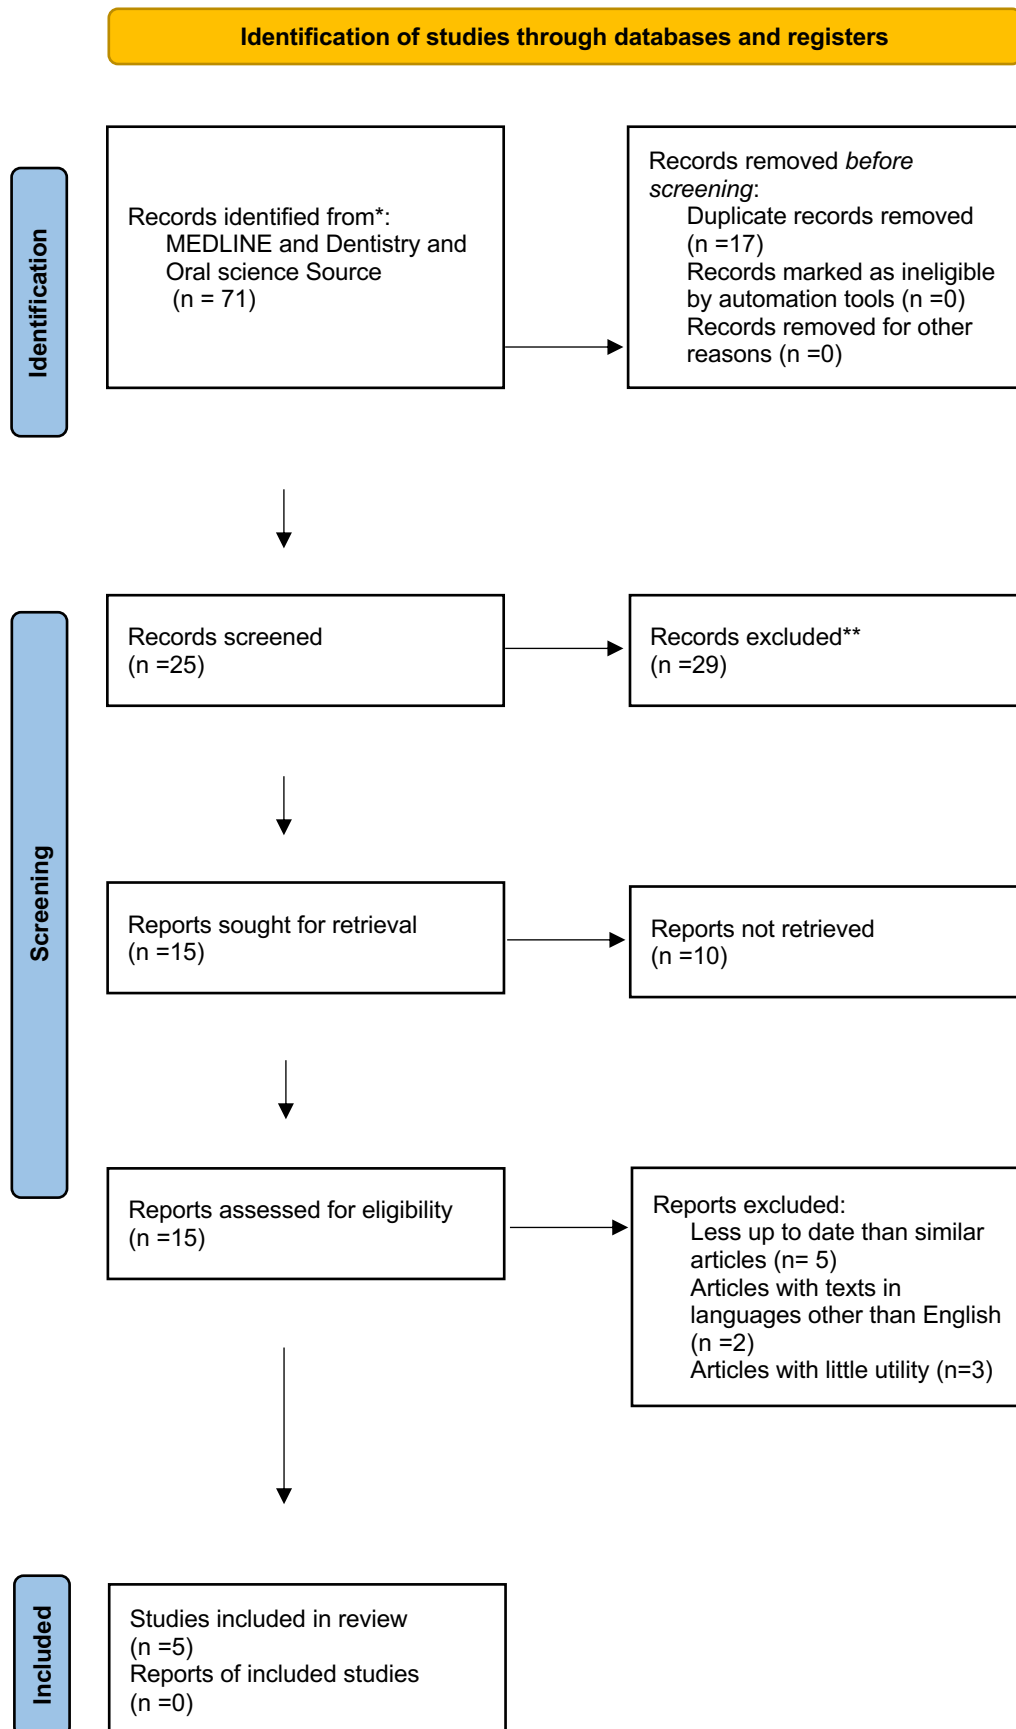 Identification of studies through databases and registers
Identification
Records identified from*:
MEDLINE and Dentistry and
Oral science Source
(n = 71)
Records removed before
screening:
Duplicate records removed
(n =17)
Records marked as ineligible
by automation tools (n =0)
Records removed for other
reasons (n =0)
Screening
Records screened
(n =25)
Records excluded**
(n =29)
Reports sought for retrieval
(n =15)
Reports not retrieved
(n =10)
Reports assessed for eligibility
(n =15)
Reports excluded:
Less up to date than similar
articles (n= 5)
Articles with texts in
languages other than English
(n =2)
Articles with little utility (n=3)
Included
Studies included in review
(n =5)
Reports of included studies
(n =0)